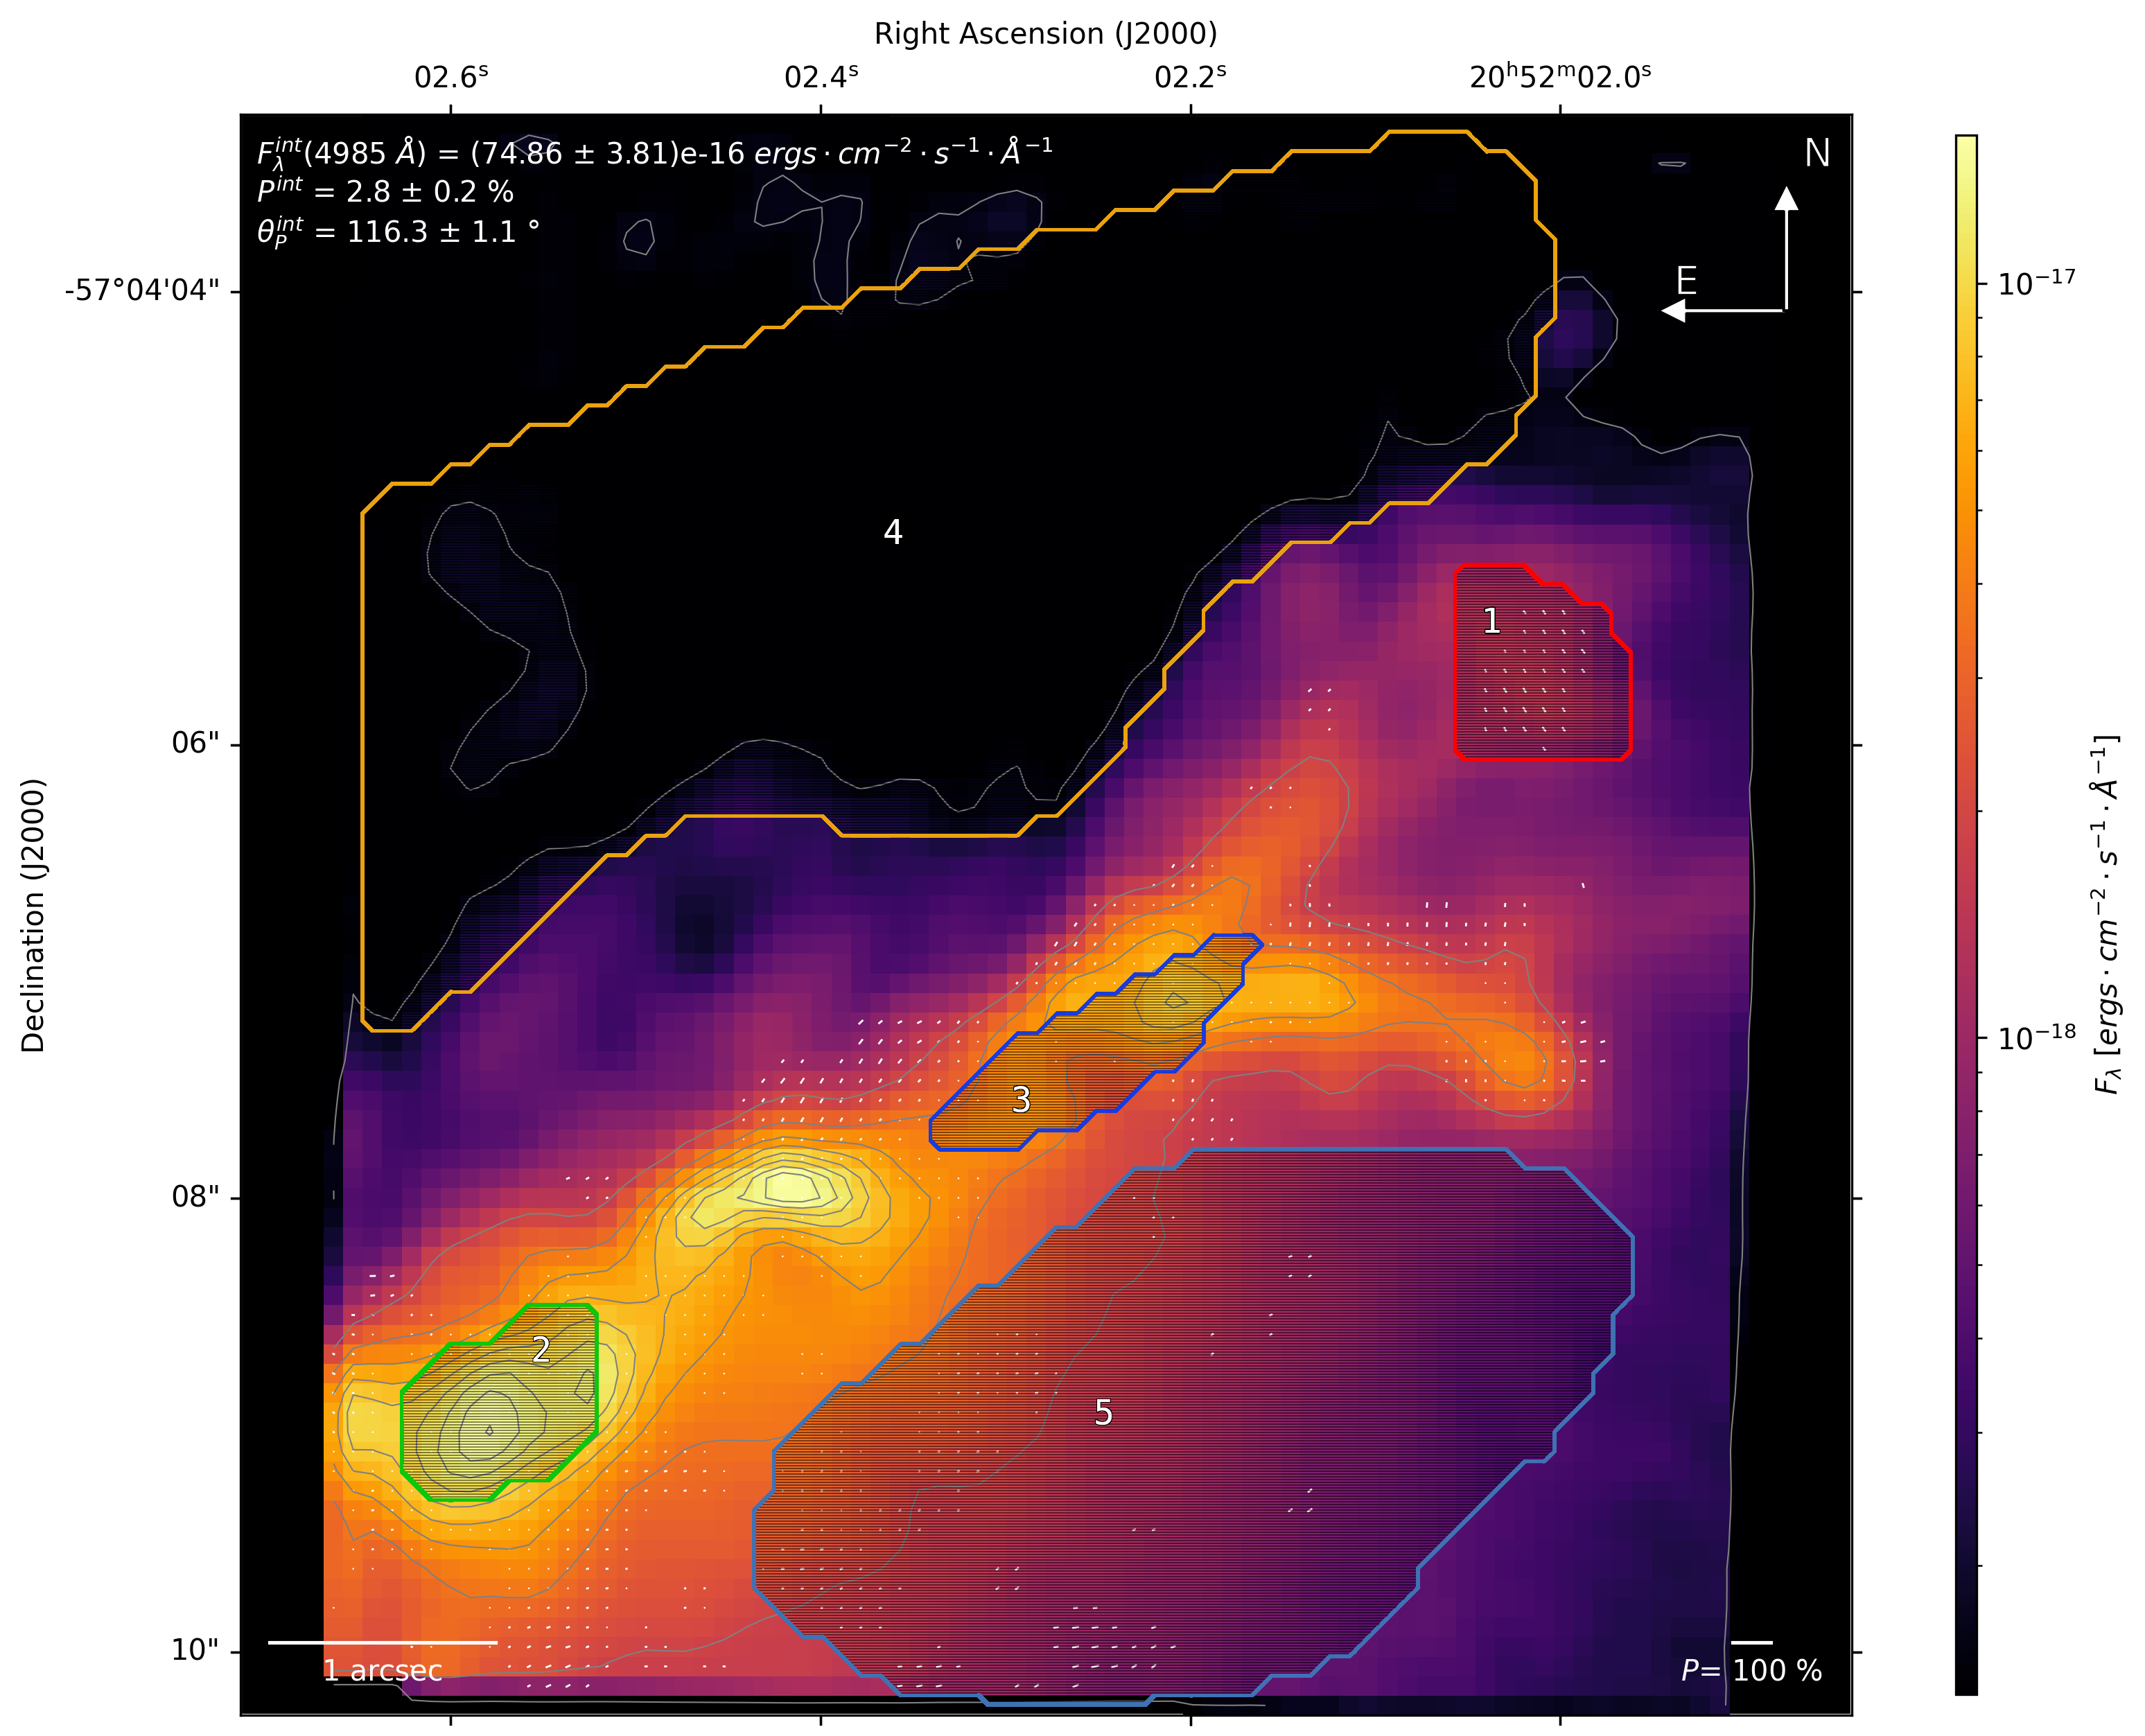 Right Ascension (J2000)
02.6ˢ 02.4ˢ 02.2ˢ 20ʰ52ᵐ02.0ˢ
F_λ^int(4985 Å) = (74.86 ± 3.81)e-16 ergs · cm⁻² · s⁻¹ · Å⁻¹
P^int = 2.8 ± 0.2 %
θ_P^int = 116.3 ± 1.1 °
N
E
-57°04'04"
06"
08"
10"
Declination (J2000)
1
2
3
4
5
1 arcsec
P= 100 %
10⁻¹⁷
10⁻¹⁸
F_λ [ergs · cm⁻² · s⁻¹ · Å⁻¹]